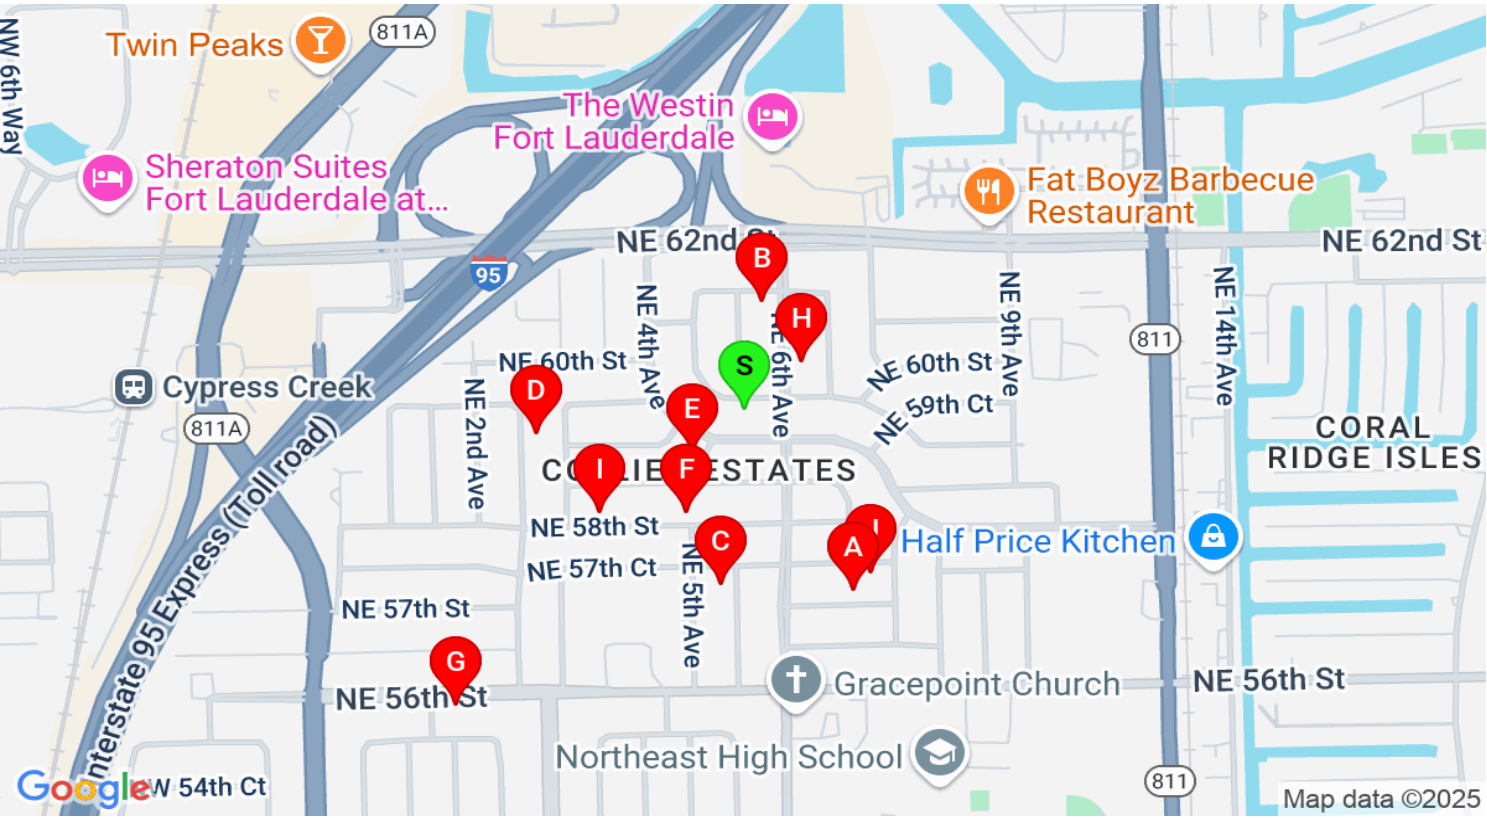 NW 6th Way
Twin Peaks
811A
The Westin
Fort Lauderdale
Sheraton Suites
Fort Lauderdale at...
Fat Boyz Barbecue
Restaurant
NE 62nd St
NE 62nd St
B
95
NE 4th Ave
H
NE 6th Ave
NE 9th Ave
NE 14th Ave
811
NE 60th St
S
NE 60th St
Cypress Creek
D
NE 2nd Ave
E
NE 59th Ct
811A
CORAL
RIDGE ISLES
COLLIER ESTATES
I
F
NE 58th St
C
J
A
Half Price Kitchen
NE 57th Ct
NE 5th Ave
Interstate 95 Express (Toll road)
NE 57th St
G
NE 56th St
Gracepoint Church
NE 56th St
Northeast High School
Google
NW 54th Ct
811
Map data ©2025